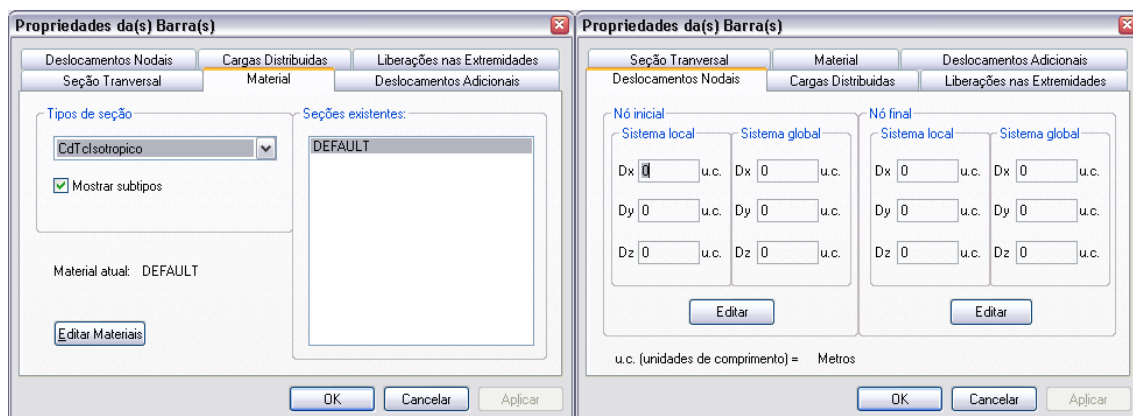 Propriedades da(s) Barra(s)
Deslocamentos Nodais Cargas Distribuidas Liberações nas Extremidades
Seção Tranversal Material Deslocamentos Adicionais
Tipos de seção
CdTcIsotropico
Mostrar subtipos
Material atual: DEFAULT
Editar Materiais
Seções existentes:
DEFAULT
OK Cancelar Aplicar
Propriedades da(s) Barra(s)
Seção Tranversal Material Deslocamentos Adicionais
Deslocamentos Nodais Cargas Distribuidas Liberações nas Extremidades
Nó inicial
Sistema local Sistema global
Dx 0 u.c. Dx 0 u.c.
Dy 0 u.c. Dy 0 u.c.
Dz 0 u.c. Dz 0 u.c.
Editar
Nó final
Sistema local Sistema global
Dx 0 u.c. Dx 0 u.c.
Dy 0 u.c. Dy 0 u.c.
Dz 0 u.c. Dz 0 u.c.
Editar
u.c. (unidades de comprimento) = Metros
OK Cancelar Aplicar